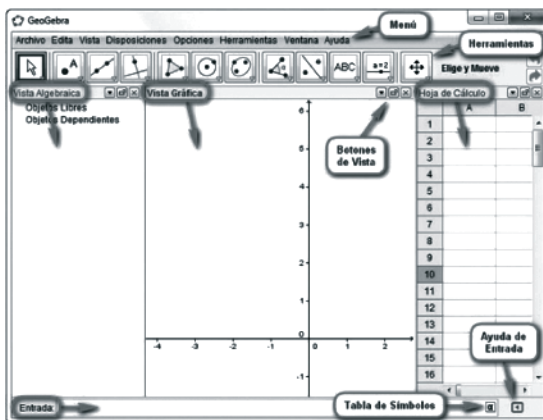 GeoGebra
Menú
Archivo Edita Vista Disposiciones Opciones Herramientas Ventana Ayuda
Herramientas
A
ABC
a=2
Elige y Mueve
Vista Algebraica
Vista Gráfica
Hoja de Cálculo
Objetos Libres
Objetos Dependientes
Botones
de Vista
A B
1
2
3
4
5
6
7
8
9
10
11
12
13
14
15
16
6
5
4
3
2
1
0
-1
-4 -3 -2 -1 0 1 2
Ayuda de
Entrada
Entrada:
Tabla de Símbolos
α